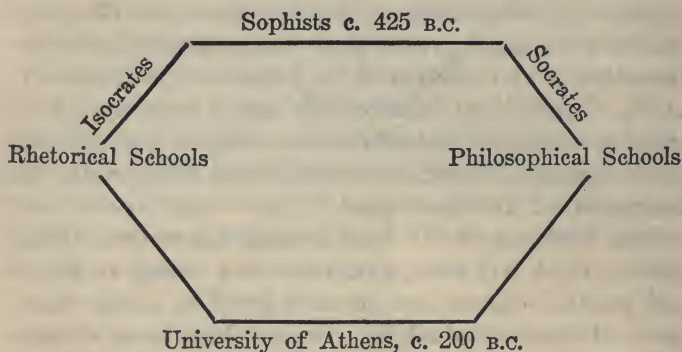 Sophists c. 425 B.C.
Isocrates
Socrates
Rhetorical Schools
Philosophical Schools
University of Athens, c. 200 B.C.